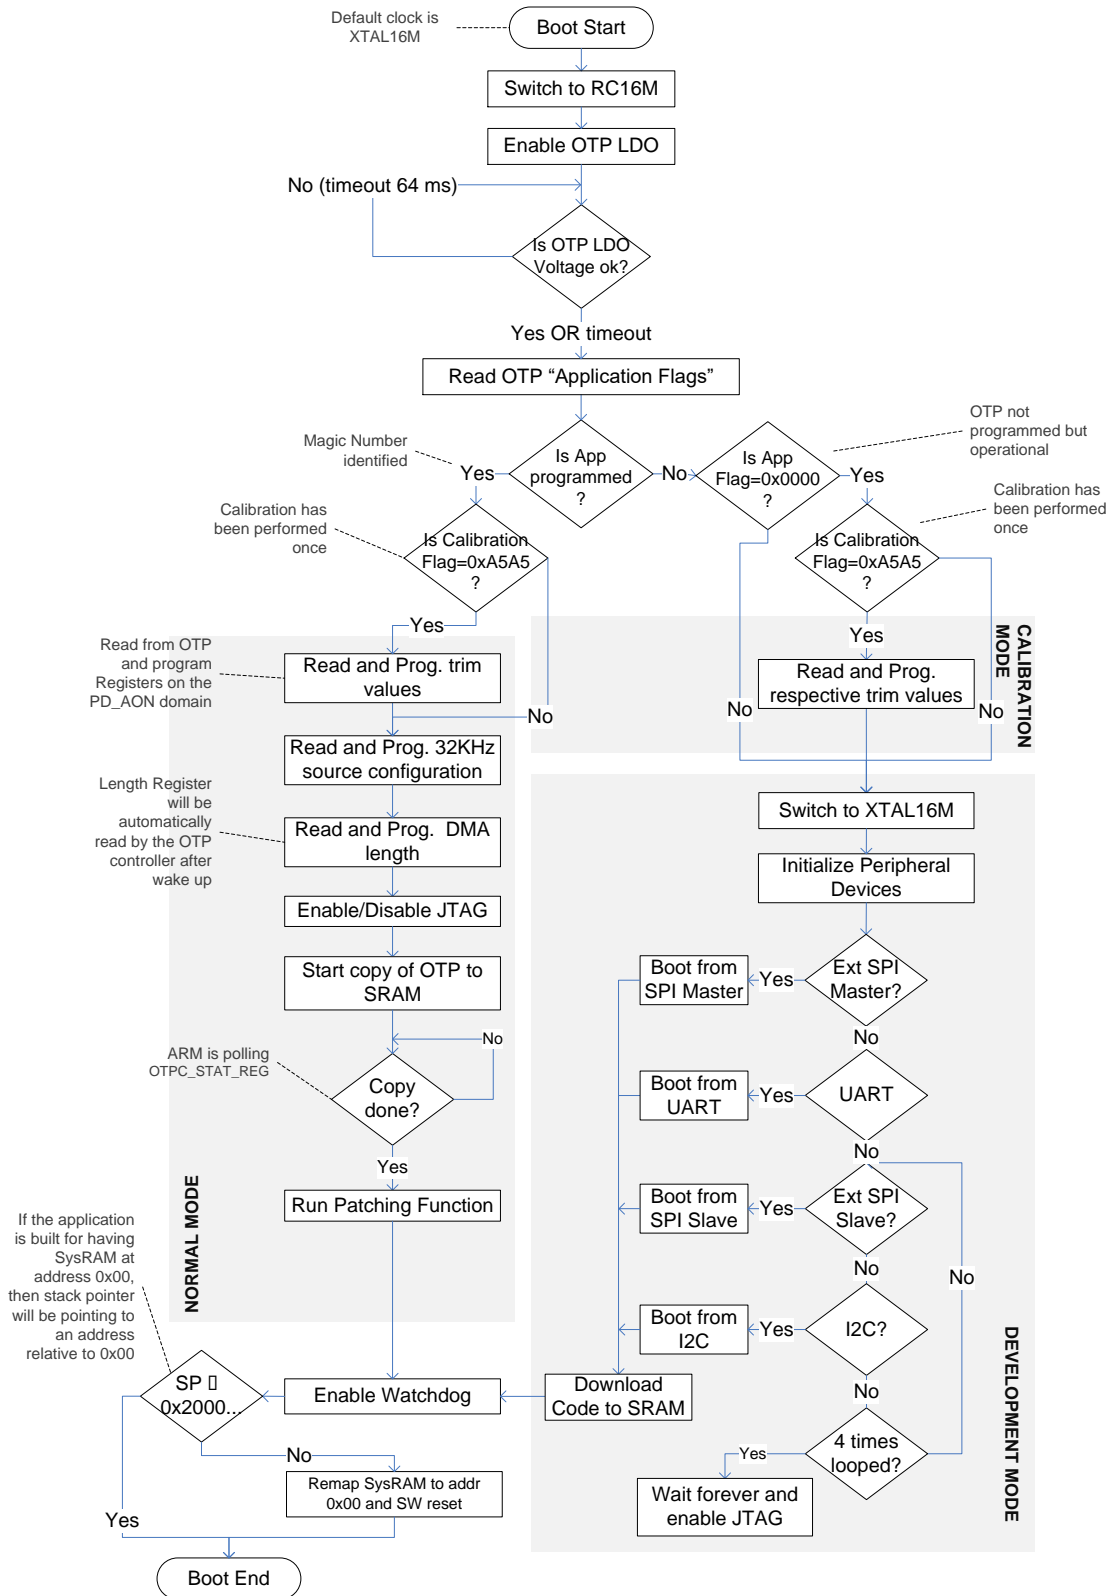 Default clock is
XTAL16M
Boot Start
Switch to RC16M
Enable OTP LDO
No (timeout 64 ms)
Is OTP LDO
Voltage ok?
Yes OR timeout
Read OTP “Application Flags”
OTP not
programmed but
operational
Magic Number
identified
Yes
Is App
programmed
?
No
Is App
Flag=0x0000
?
Yes
Calibration has
been performed
once
Calibration has
been performed
once
Is Calibration
Flag=0xA5A5
?
Is Calibration
Flag=0xA5A5
?
Yes
Yes
CALIBRATION
MODE
Read from OTP
and program
Registers on the
PD_AON domain
Read and Prog. trim
values
Read and Prog.
respective trim values
No
No
No
Read and Prog. 32KHz
source configuration
Length Register
will be
automatically
read by the OTP
controller after
wake up
Read and Prog.  DMA
length
Switch to XTAL16M
Initialize Peripheral
Devices
Enable/Disable JTAG
Start copy of OTP to
SRAM
Boot from
SPI Master
Yes
Ext SPI
Master?
No
No
ARM is polling
OTPC_STAT_REG
Copy
done?
Boot from
UART
Yes
UART
No
Yes
Run Patching Function
Boot from
SPI Slave
Yes
Ext SPI
Slave?
No
No
NORMAL MODE
If the application
is built for having
SysRAM at
address 0x00,
then stack pointer
will be pointing to
an address
relative to 0x00
Boot from
I2C
Yes
I2C?
No
DEVELOPMENT MODE
SP ▯
0x2000...
Enable Watchdog
Download
Code to SRAM
4 times
looped?
Yes
No
Remap SysRAM to addr
0x00 and SW reset
Wait forever and
enable JTAG
Yes
Boot End